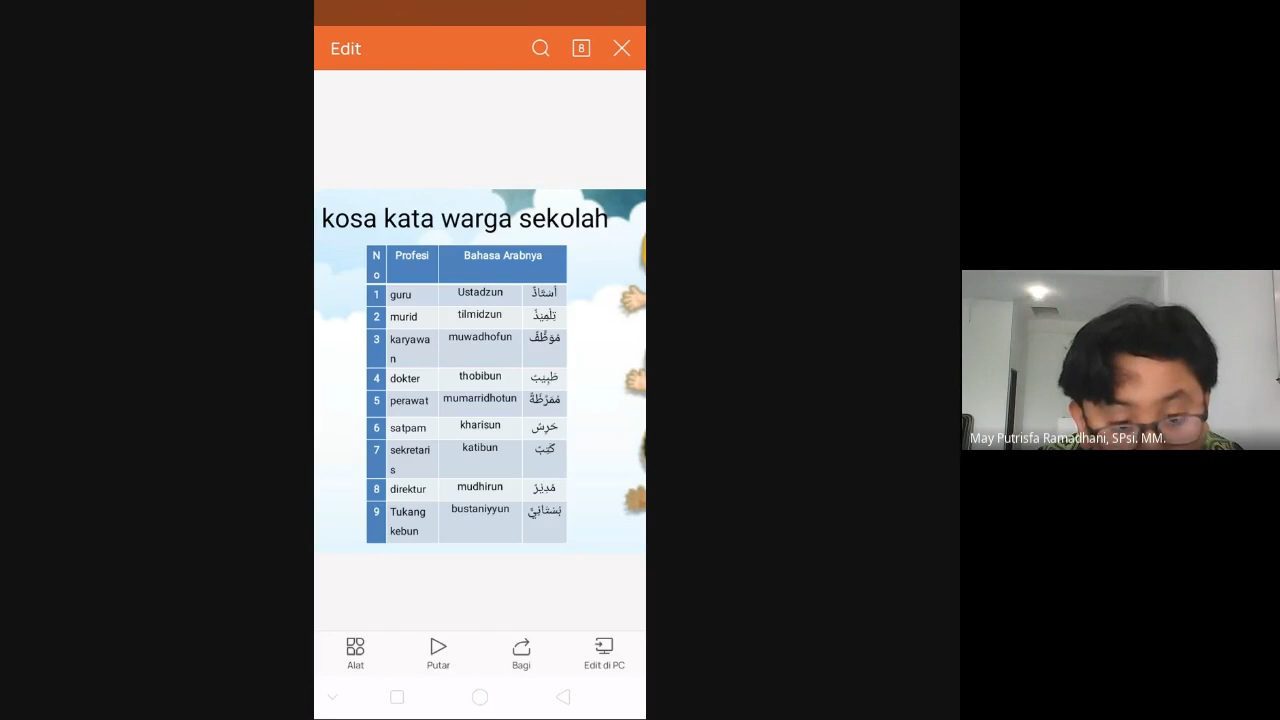 Edit
8
kosa kata warga sekolah
No Profesi Bahasa Arabnya
1 guru Ustadzun أُسْتَاذٌ
2 murid tilmidzun تِلْمِيْذٌ
3 karyawan muwadhofun مُوَظَّفٌ
4 dokter thobibun طَبِيْبٌ
5 perawat mumarridhotun مُمَرِّظَةٌ
6 satpam kharisun حَرِسٌ
7 sekretaris katibun كَتِبٌ
8 direktur mudhirun مُدِيْرٌ
9 Tukang kebun bustaniyyun بُسْتَانِيٌّ
Alat Putar Bagi Edit di PC
May Putrisfa Ramadhani, SPsi. MM.